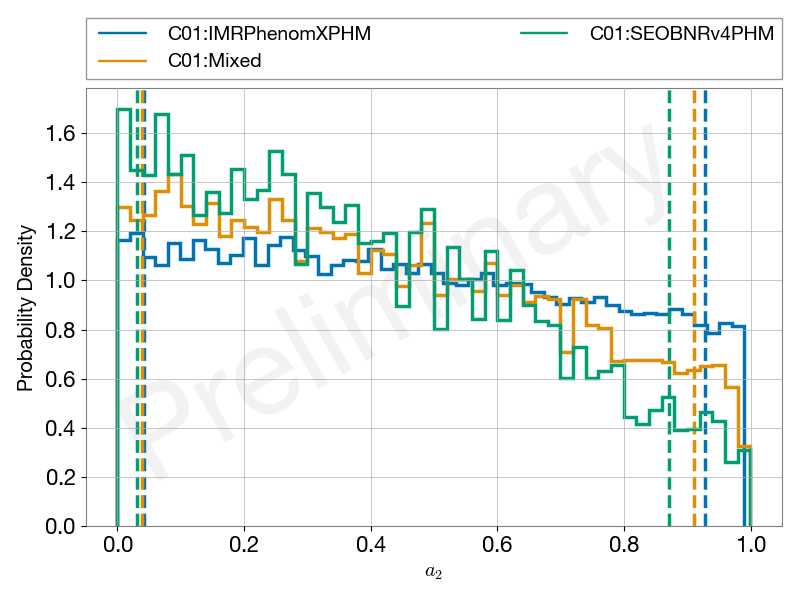 C01:IMRPhenomXPHM
C01:Mixed
C01:SEOBNRv4PHM
Preliminary
Probability Density
1.6
1.4
1.2
1.0
0.8
0.6
0.4
0.2
0.0
0.0 0.2 0.4 0.6 0.8 1.0
a₂